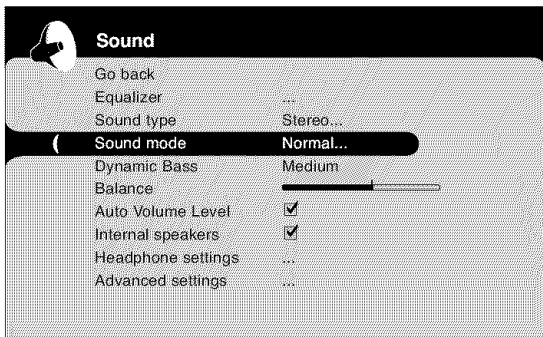 Sound
Go back
Equalizer ...
Sound type Stereo...
Sound mode Normal...
Dynamic Bass Medium
Balance
Auto Volume Level
Internal speakers
Headphone settings ...
Advanced settings ...